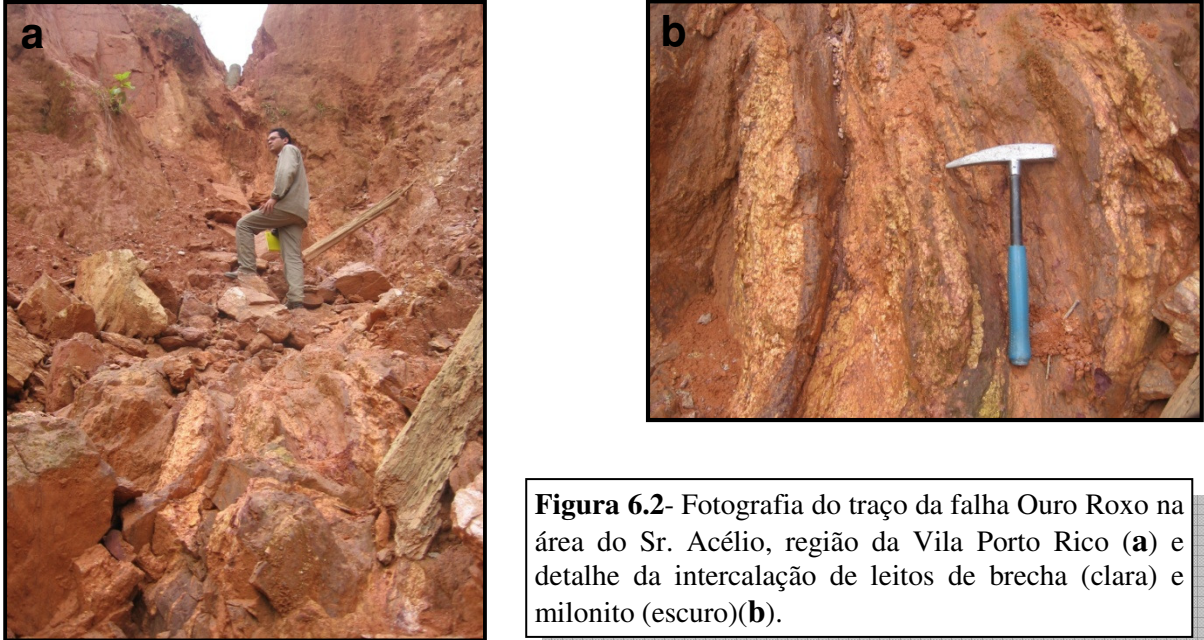 a
b
Figura 6.2- Fotografia do traço da falha Ouro Roxo na
área do Sr. Acélio, região da Vila Porto Rico (a) e
detalhe da intercalação de leitos de brecha (clara) e
milonito (escuro)(b).